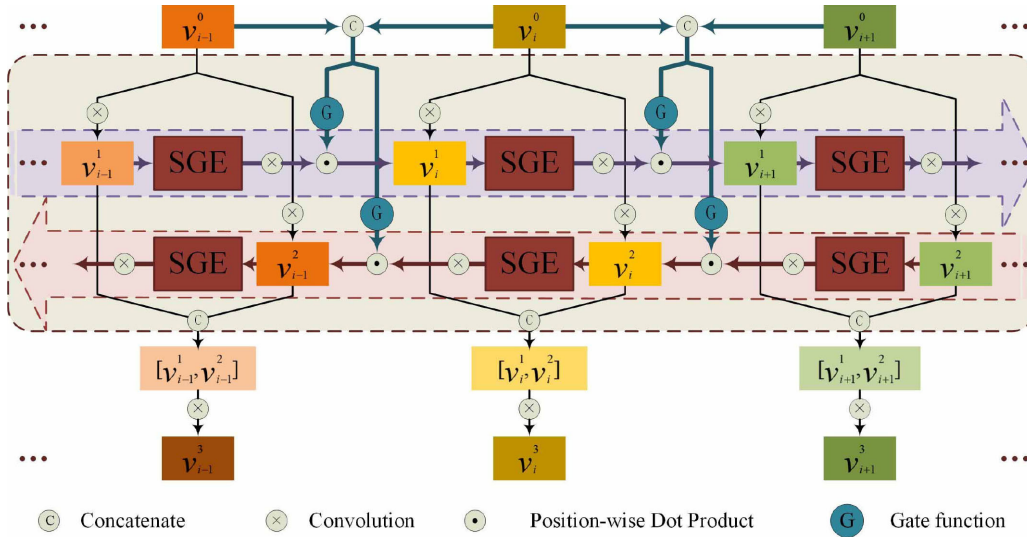 ... v⁰ᵢ₋₁ C v⁰ᵢ C v⁰ᵢ₊₁ ...
× G × G ×
... v¹ᵢ₋₁ SGE × • v¹ᵢ SGE × • v¹ᵢ₊₁ SGE × ...
× G × G ×
... × SGE v²ᵢ₋₁ • × SGE v²ᵢ • × SGE v²ᵢ₊₁ ...
C C C
[v¹ᵢ₋₁, v²ᵢ₋₁] [v¹ᵢ, v²ᵢ] [v¹ᵢ₊₁, v²ᵢ₊₁]
× × ×
... v³ᵢ₋₁ v³ᵢ v³ᵢ₊₁ ...
C Concatenate × Convolution • Position-wise Dot Product G Gate function